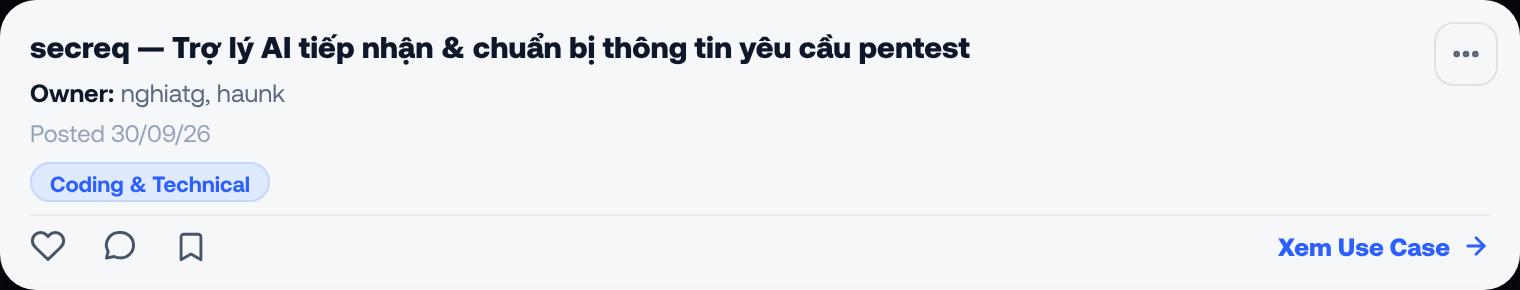 secreq — Trợ lý AI tiếp nhận & chuẩn bị thông tin yêu cầu pentest
Owner: nghiatg, haunk
Posted 30/09/26
Coding & Technical
Xem Use Case